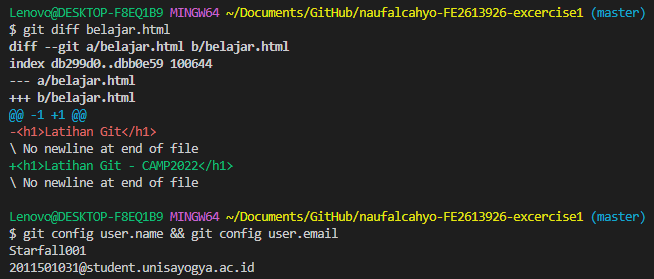 Lenovo@DESKTOP-F8EQ1B9 MINGW64 ~/Documents/GitHub/naufalcahyo-FE2613926-excercise1 (master)
$ git diff belajar.html
diff --git a/belajar.html b/belajar.html
index db299d0..dbb0e59 100644
--- a/belajar.html
+++ b/belajar.html
@@ -1 +1 @@
-<h1>Latihan Git</h1>
\ No newline at end of file
+<h1>Latihan Git - CAMP2022</h1>
\ No newline at end of file
Lenovo@DESKTOP-F8EQ1B9 MINGW64 ~/Documents/GitHub/naufalcahyo-FE2613926-excercise1 (master)
$ git config user.name && git config user.email
Starfall001
2011501031@student.unisayogya.ac.id